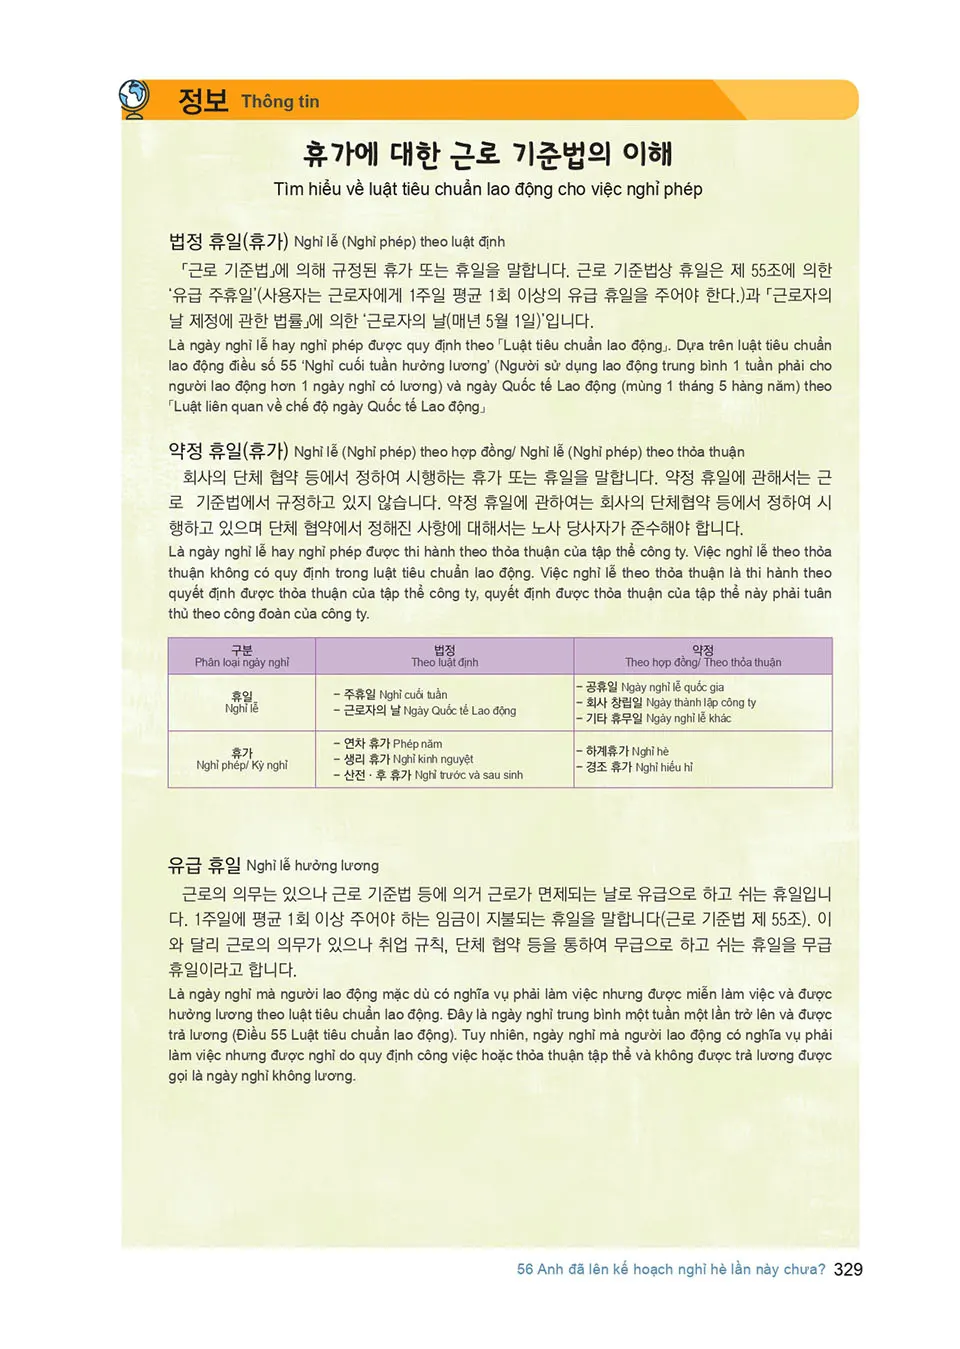 정보 Thông tin
휴가에 대한 근로 기준법의 이해
Tìm hiểu về luật tiêu chuẩn lao động cho việc nghỉ phép
법정 휴일(휴가) Nghỉ lễ (Nghỉ phép) theo luật định
「근로 기준법」에 의해 규정된 휴가 또는 휴일을 말합니다. 근로 기준법상 휴일은 제 55조에 의한
‘유급 주휴일’(사용자는 근로자에게 1주일 평균 1회 이상의 유급 휴일을 주어야 한다.)과 「근로자의
날 제정에 관한 법률」에 의한 ‘근로자의 날(매년 5월 1일)’입니다.
Là ngày nghỉ lễ hay nghỉ phép được quy định theo 「Luật tiêu chuẩn lao động」. Dựa trên luật tiêu chuẩn
lao động điều số 55 ‘Nghỉ cuối tuần hưởng lương’ (Người sử dụng lao động trung bình 1 tuần phải cho
người lao động hơn 1 ngày nghỉ có lương) và ngày Quốc tế Lao động (mùng 1 tháng 5 hàng năm) theo
「Luật liên quan về chế độ ngày Quốc tế Lao động」
약정 휴일(휴가) Nghỉ lễ (Nghỉ phép) theo hợp đồng/ Nghỉ lễ (Nghỉ phép) theo thỏa thuận
회사의 단체 협약 등에서 정하여 시행하는 휴가 또는 휴일을 말합니다. 약정 휴일에 관해서는 근
로 기준법에서 규정하고 있지 않습니다. 약정 휴일에 관하여는 회사의 단체협약 등에서 정하여 시
행하고 있으며 단체 협약에서 정해진 사항에 대해서는 노사 당사자가 준수해야 합니다.
Là ngày nghỉ lễ hay nghỉ phép được thi hành theo thỏa thuận của tập thể công ty. Việc nghỉ lễ theo thỏa
thuận không có quy định trong luật tiêu chuẩn lao động. Việc nghỉ lễ theo thỏa thuận là thi hành theo
quyết định được thỏa thuận của tập thể công ty, quyết định được thỏa thuận của tập thể này phải tuân
thủ theo công đoàn của công ty.
구분 법정 약정
Phân loại ngày nghỉ Theo luật định Theo hợp đồng/ Theo thỏa thuận
휴일
Nghỉ lễ
– 주휴일 Nghỉ cuối tuần
– 근로자의 날 Ngày Quốc tế Lao động
– 공휴일 Ngày nghỉ lễ quốc gia
– 회사 창립일 Ngày thành lập công ty
– 기타 휴무일 Ngày nghỉ lễ khác
휴가
Nghỉ phép/ Kỳ nghỉ
– 연차 휴가 Phép năm
– 생리 휴가 Nghỉ kinh nguyệt
– 산전 · 후 휴가 Nghỉ trước và sau sinh
– 하계휴가 Nghỉ hè
– 경조 휴가 Nghỉ hiếu hỉ
유급 휴일 Nghỉ lễ hưởng lương
근로의 의무는 있으나 근로 기준법 등에 의거 근로가 면제되는 날로 유급으로 하고 쉬는 휴일입니
다. 1주일에 평균 1회 이상 주어야 하는 임금이 지불되는 휴일을 말합니다(근로 기준법 제 55조). 이
와 달리 근로의 의무가 있으나 취업 규칙, 단체 협약 등을 통하여 무급으로 하고 쉬는 휴일을 무급
휴일이라고 합니다.
Là ngày nghỉ mà người lao động mặc dù có nghĩa vụ phải làm việc nhưng được miễn làm việc và được
hưởng lương theo luật tiêu chuẩn lao động. Đây là ngày nghỉ trung bình một tuần một lần trở lên và được
trả lương (Điều 55 Luật tiêu chuẩn lao động). Tuy nhiên, ngày nghỉ mà người lao động có nghĩa vụ phải
làm việc nhưng được nghỉ do quy định công việc hoặc thỏa thuận tập thể và không được trả lương được
gọi là ngày nghỉ không lương.
56 Anh đã lên kế hoạch nghỉ hè lần này chưa? 329